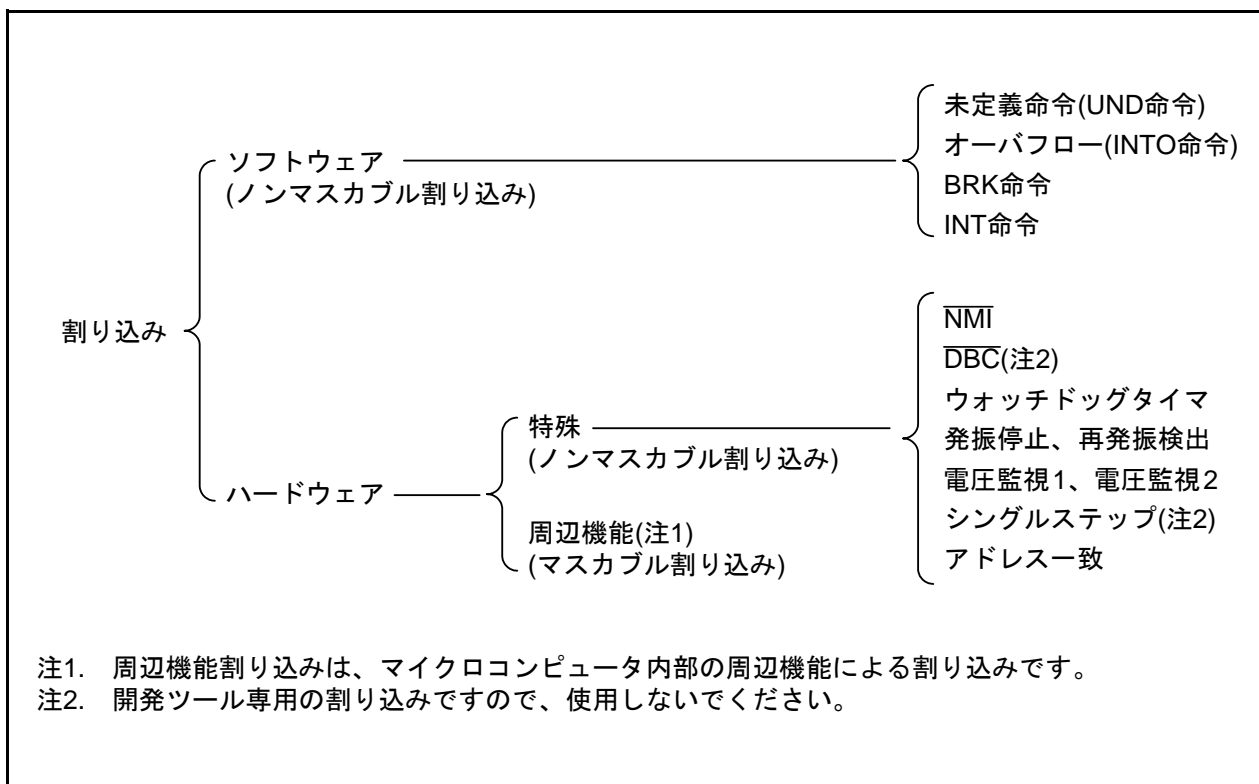 未定義命令(UND命令)
オーバフロー(INTO命令)
BRK命令
INT命令
ソフトウェア
(ノンマスカブル割り込み)
割り込み
NMI
DBC(注2)
ウォッチドッグタイマ
発振停止、再発振検出
電圧監視1、電圧監視2
シングルステップ(注2)
アドレス一致
特殊
(ノンマスカブル割り込み)
ハードウェア
周辺機能(注1)
(マスカブル割り込み)
注1. 周辺機能割り込みは、マイクロコンピュータ内部の周辺機能による割り込みです。
注2. 開発ツール専用の割り込みですので、使用しないでください。